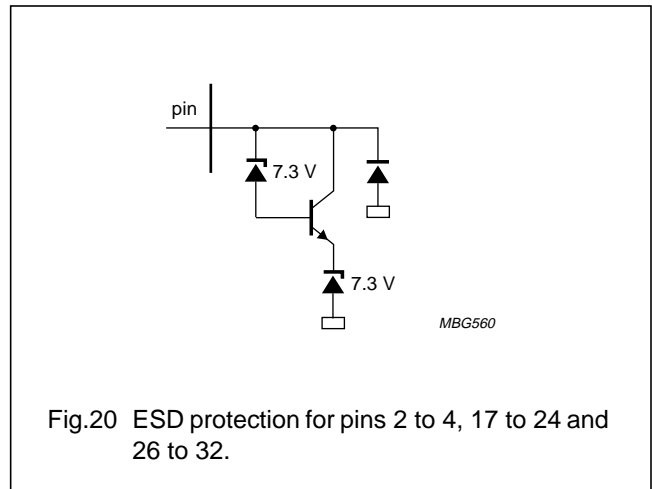 pin
7.3 V
7.3 V
MBG560
Fig.20 ESD protection for pins 2 to 4, 17 to 24 and
26 to 32.